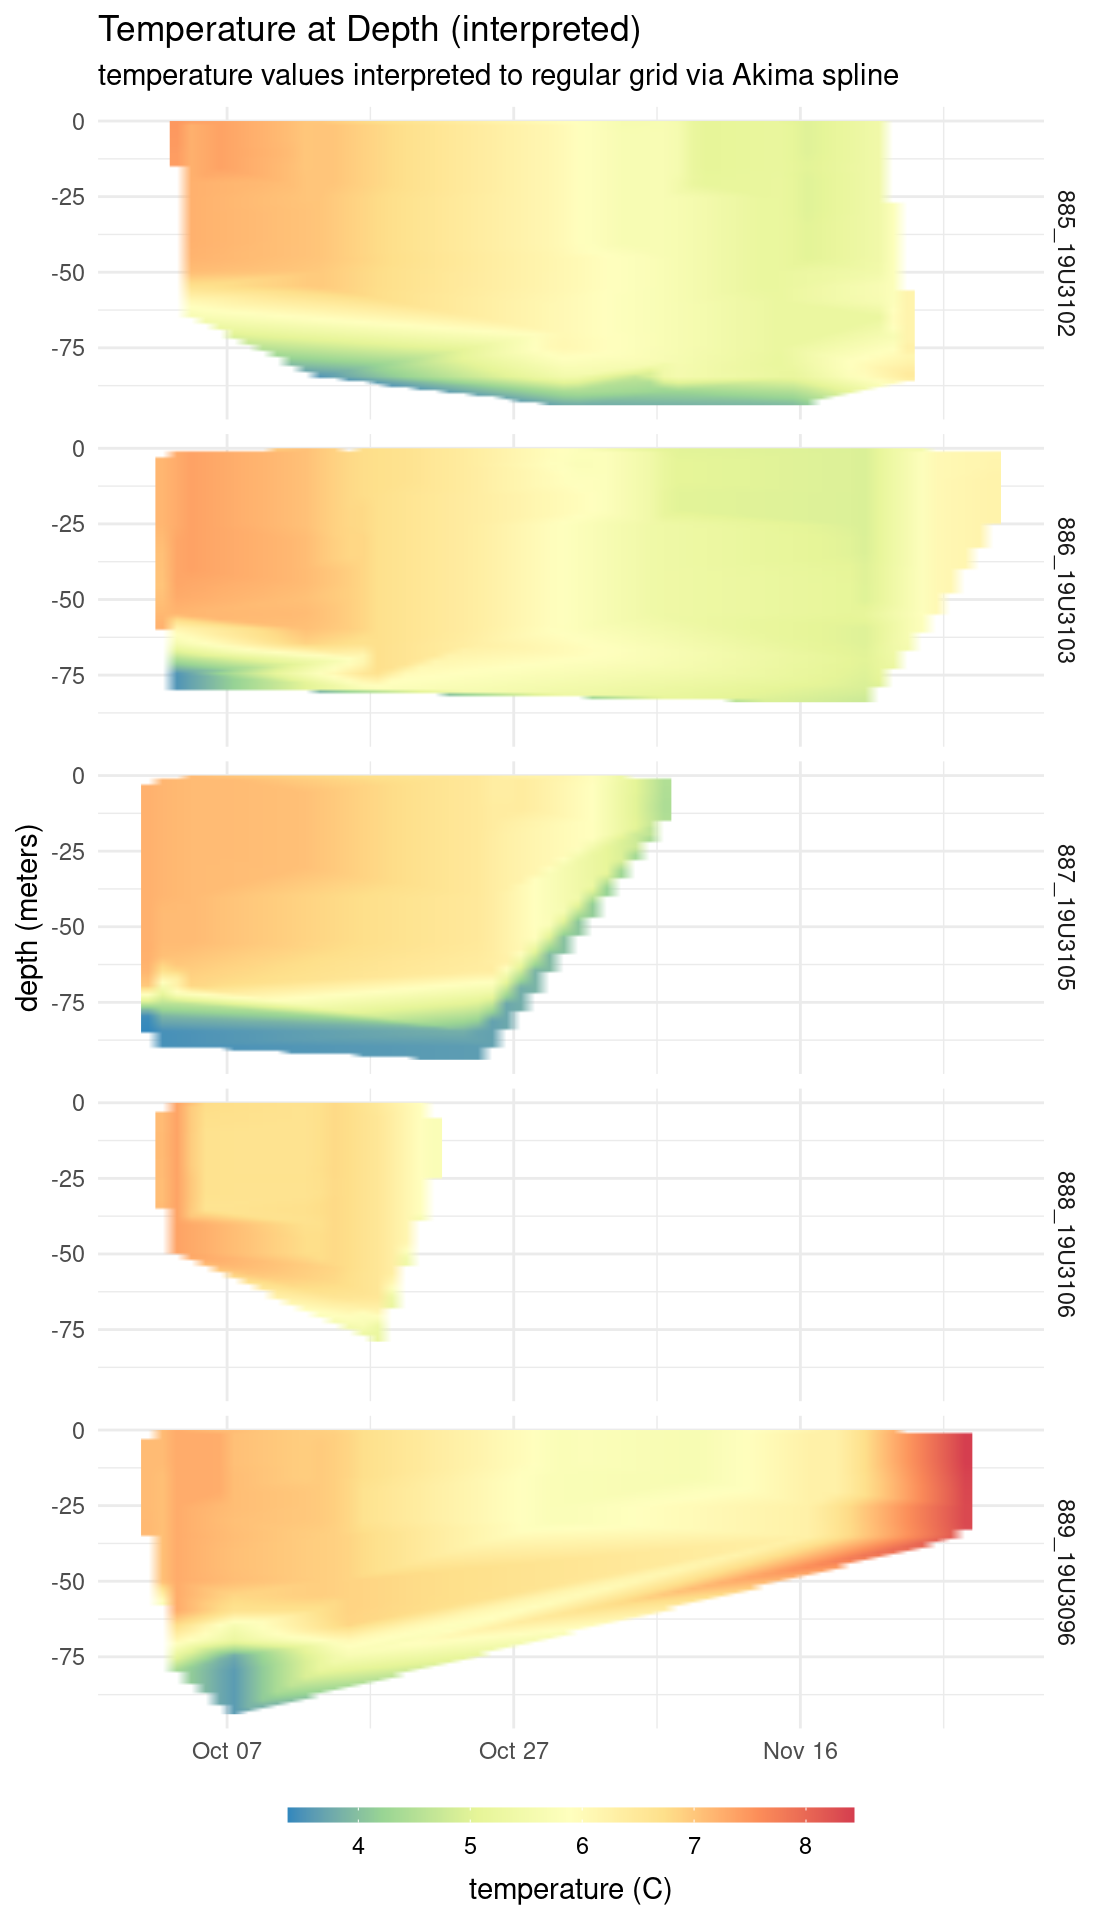 Temperature at Depth (interpreted)
temperature values interpreted to regular grid via Akima spline
0
-25
-50
-75
885_19U3102
0
-25
-50
-75
886_19U3103
0
-25
-50
-75
887_19U3105
depth (meters)
0
-25
-50
-75
888_19U3106
0
-25
-50
-75
889_19U3096
Oct 07 Oct 27 Nov 16
4 5 6 7 8
temperature (C)